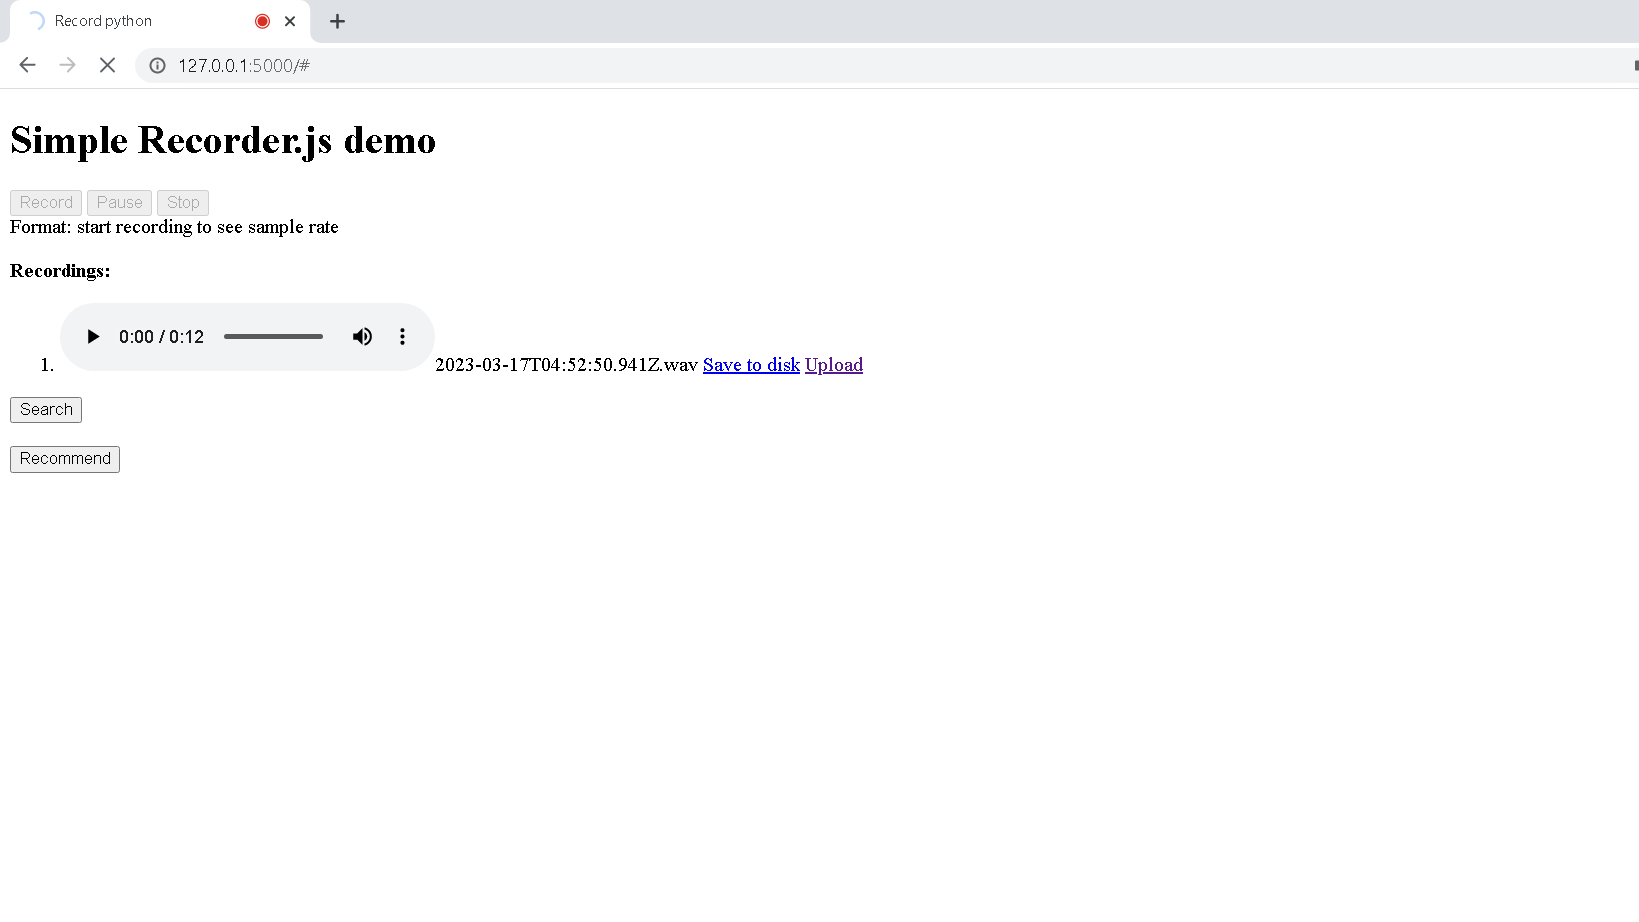 Record python
127.0.0.1:5000/#
Simple Recorder.js demo
Record Pause Stop
Format: start recording to see sample rate
Recordings:
0:00 / 0:12
1. 2023-03-17T04:52:50.941Z.wav Save to disk Upload
Search
Recommend